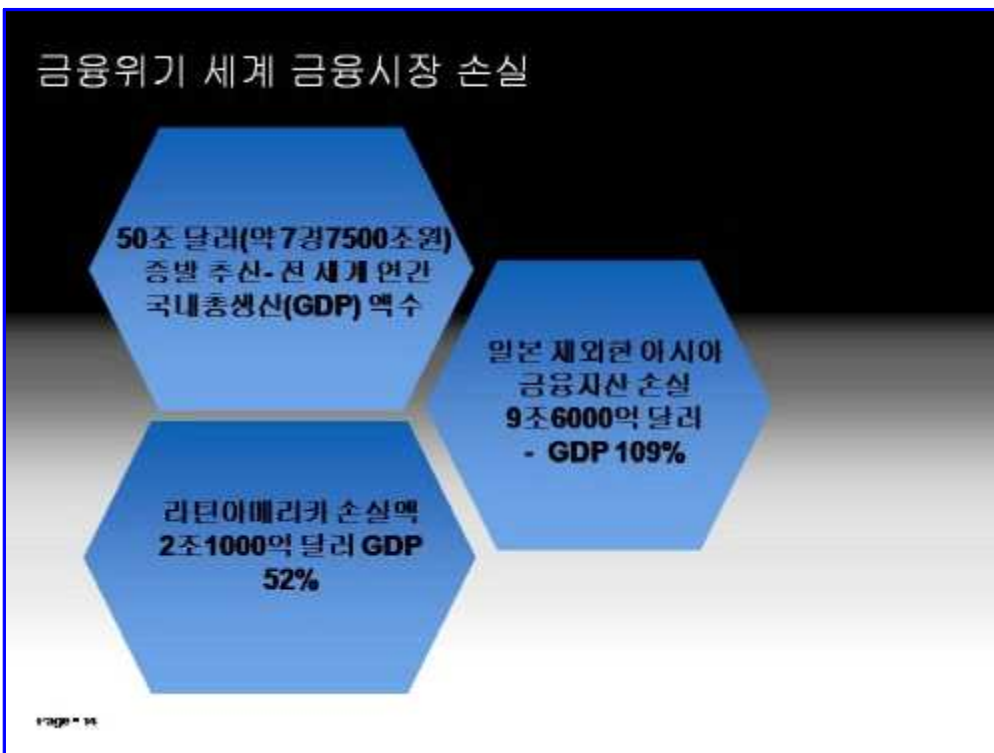 금융위기 세계 금융시장 손실
50조 달러(약 7경7500조원)
증발 추산- 전 세계 연간
국내총생산(GDP) 액수
일본 제외한 아시아
금융자산 손실
9조6000억 달러
- GDP 109%
라틴아메리카 손실액
2조1000억 달러 GDP
52%
Page